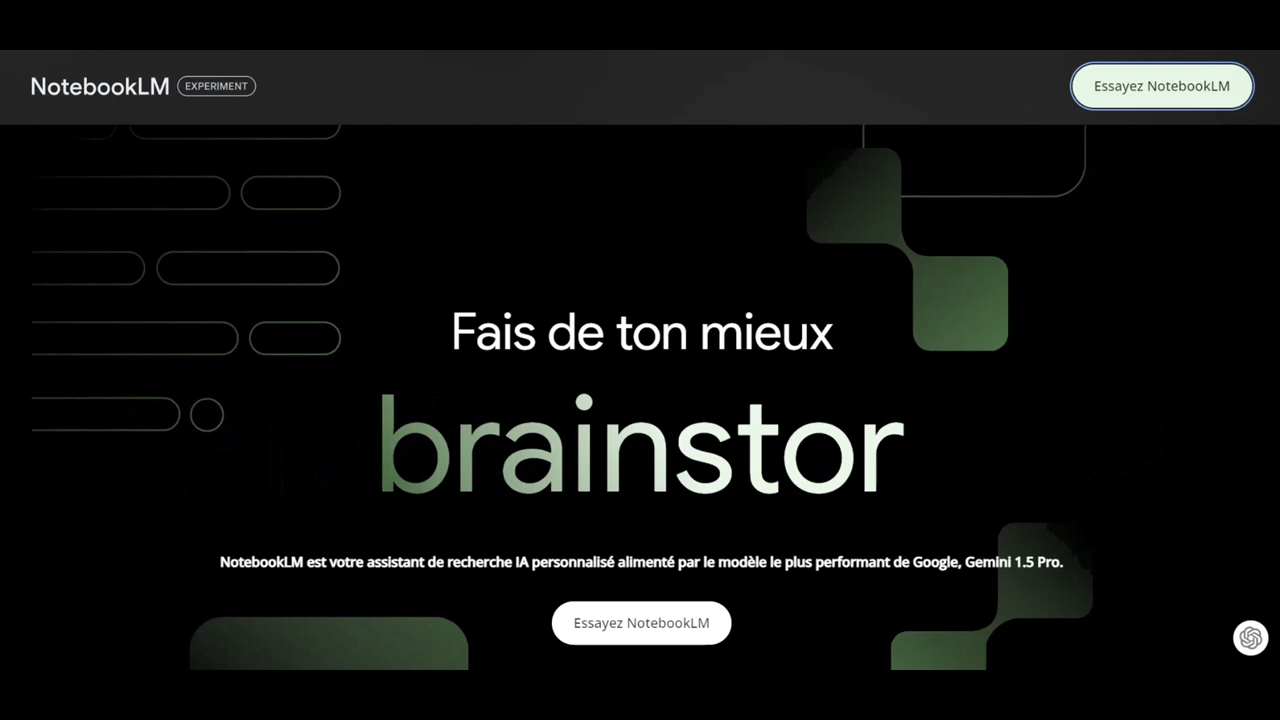 NotebookLM EXPERIMENT
Essayez NotebookLM
Fais de ton mieux
brainstor
NotebookLM est votre assistant de recherche IA personnalisé alimenté par le modèle le plus performant de Google, Gemini 1.5 Pro.
Essayez NotebookLM